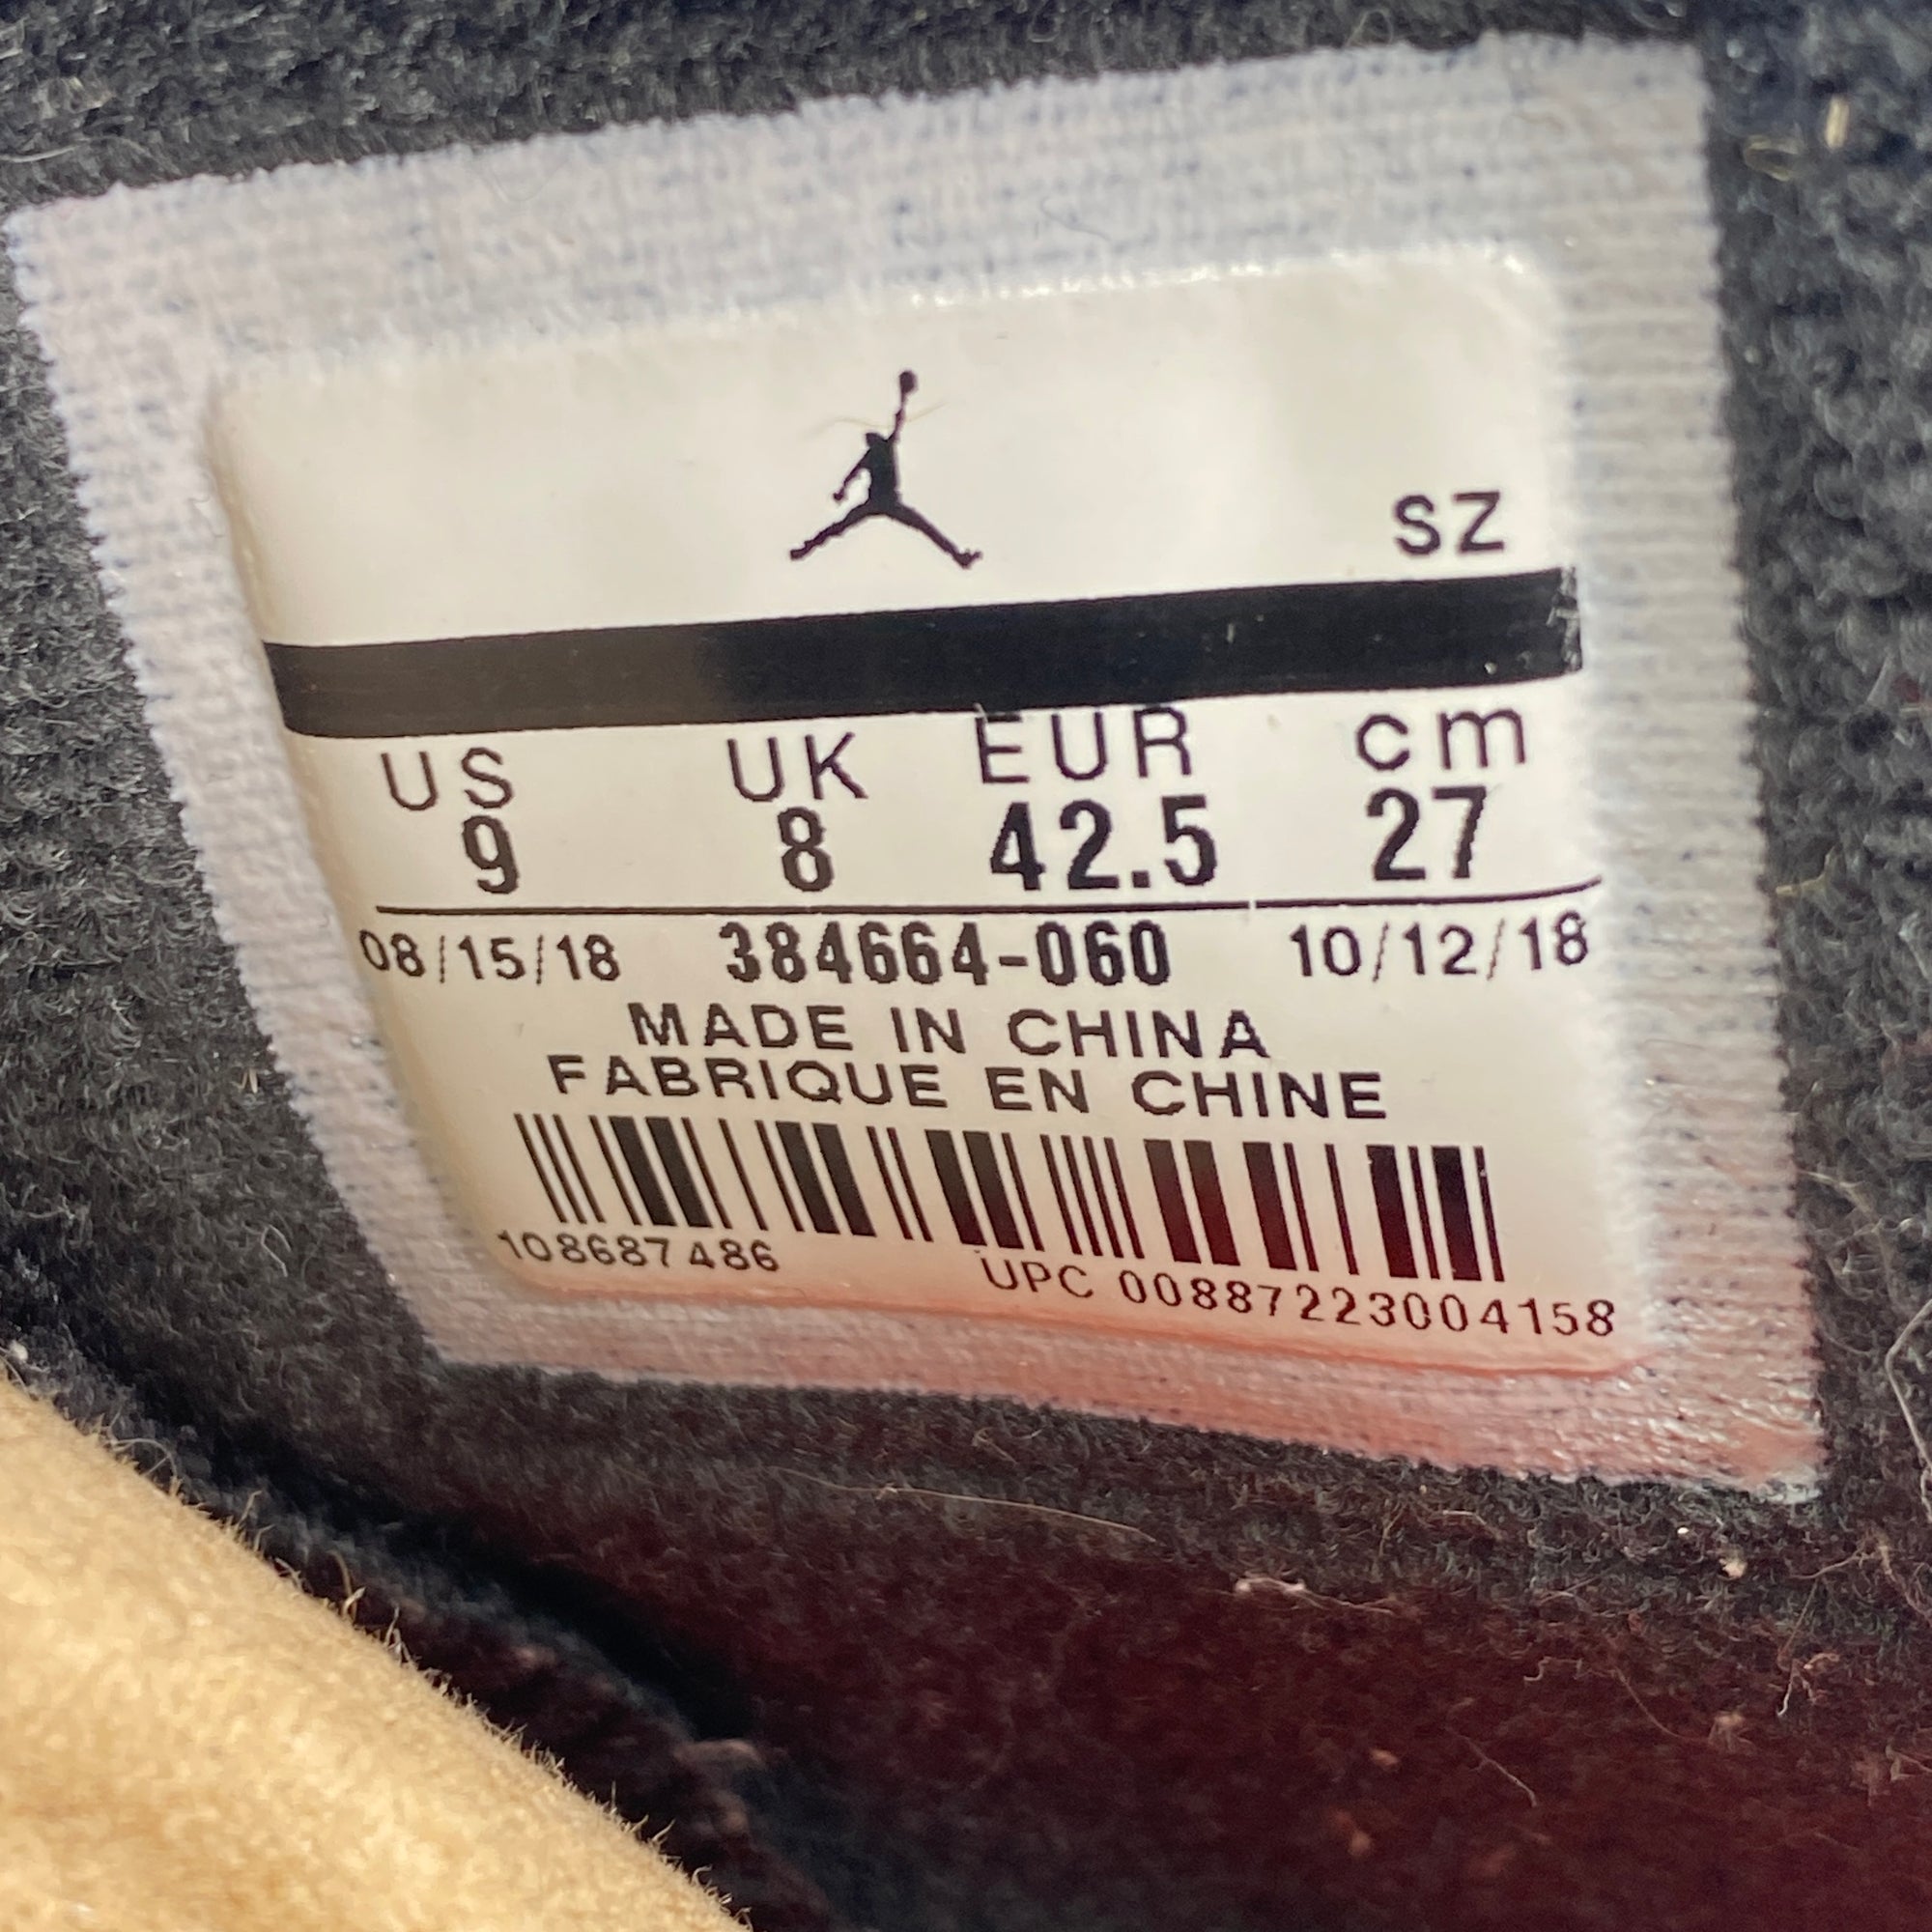 SZ
US UK EUR cm
9 8 42.5 27
08/15/18 384664-060 10/12/18
MADE IN CHINA
FABRIQUE EN CHINE
108687486 UPC 00887223004158